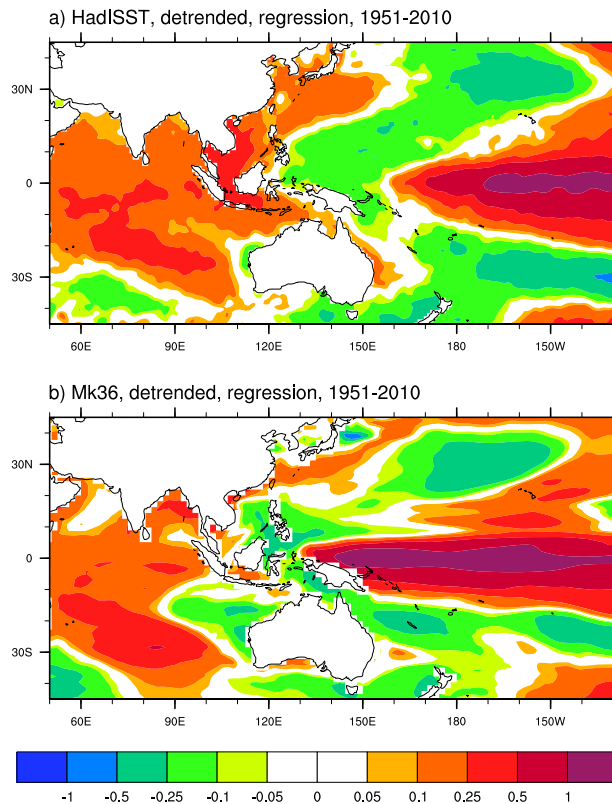 a) HadISST, detrended, regression, 1951-2010
30N
0
30S
60E 90E 120E 150E 180 150W
b) Mk36, detrended, regression, 1951-2010
30N
0
30S
60E 90E 120E 150E 180 150W
-1 -0.5 -0.25 -0.1 -0.05 0 0.05 0.1 0.25 0.5 1